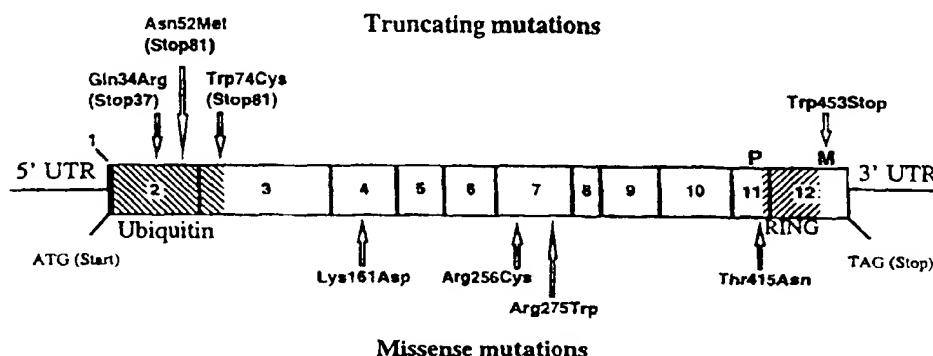 Truncating mutations
Asn52Met
(Stop81)
Gln34Arg
(Stop37)
Trp74Cys
(Stop81)
Trp453Stop
1
P
M
5' UTR
3' UTR
2
3
4
5
6
7
8
9
10
11
12
Ubiquitin
RING
ATG (Start)
TAG (Stop)
Lys161Asp
Arg256Cys
Arg275Trp
Thr415Asn
Missense mutations